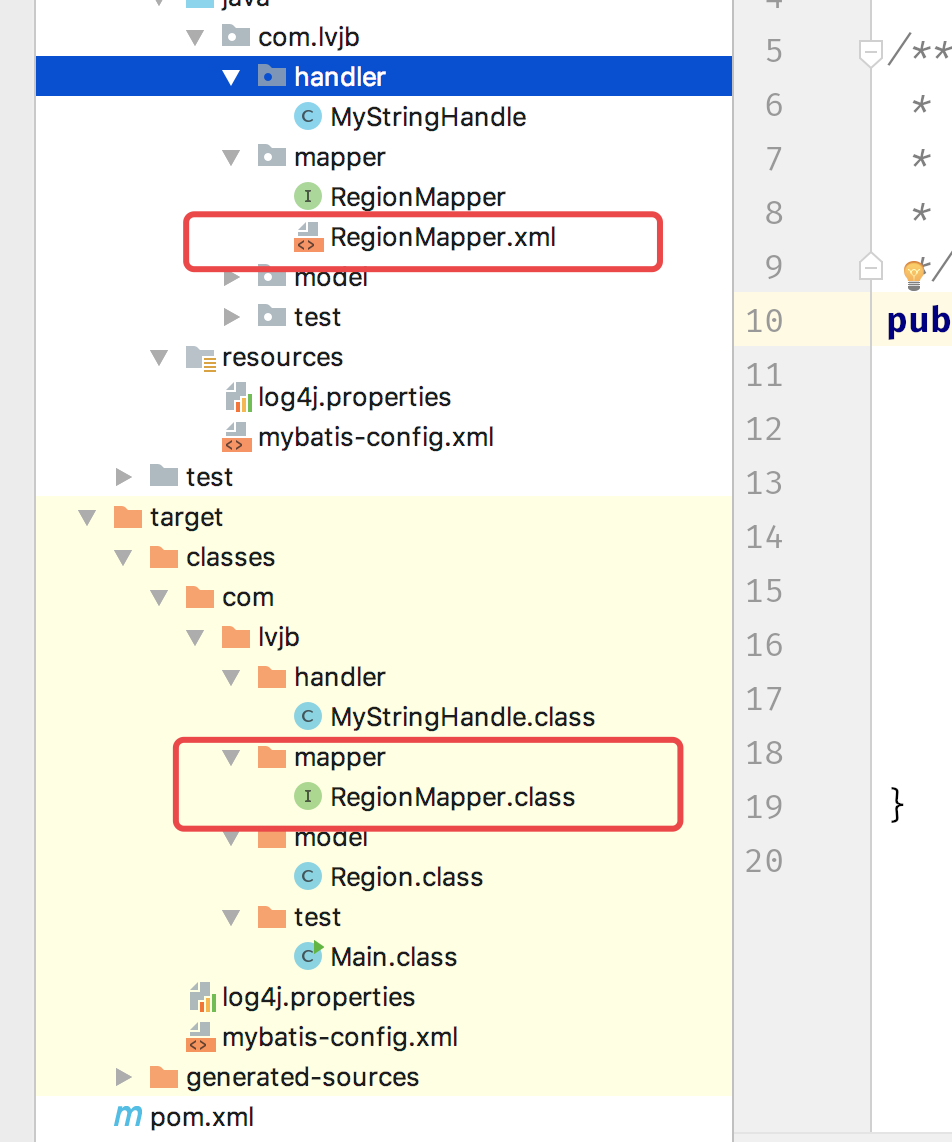 java
com.lvjb
handler
C MyStringHandle
mapper
I RegionMapper
<> RegionMapper.xml
model
test
resources
log4j.properties
<> mybatis-config.xml
test
target
classes
com
lvjb
handler
C MyStringHandle.class
mapper
I RegionMapper.class
model
C Region.class
test
C Main.class
log4j.properties
<> mybatis-config.xml
generated-sources
m pom.xml
4
5 /**
6 *
7 *
8 *
9 */
10 pub
11
12
13
14
15
16
17
18
19 }
20